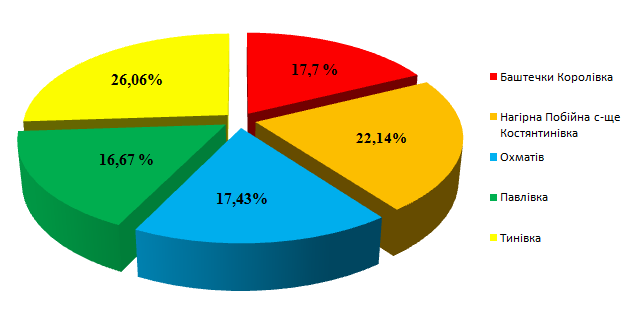 26,06%
17,7 %
22,14%
16,67 %
17,43%
Баштечки Королівка
Нагірна Побійна с-ще
Костянтинівка
Охматів
Павлівка
Тинівка